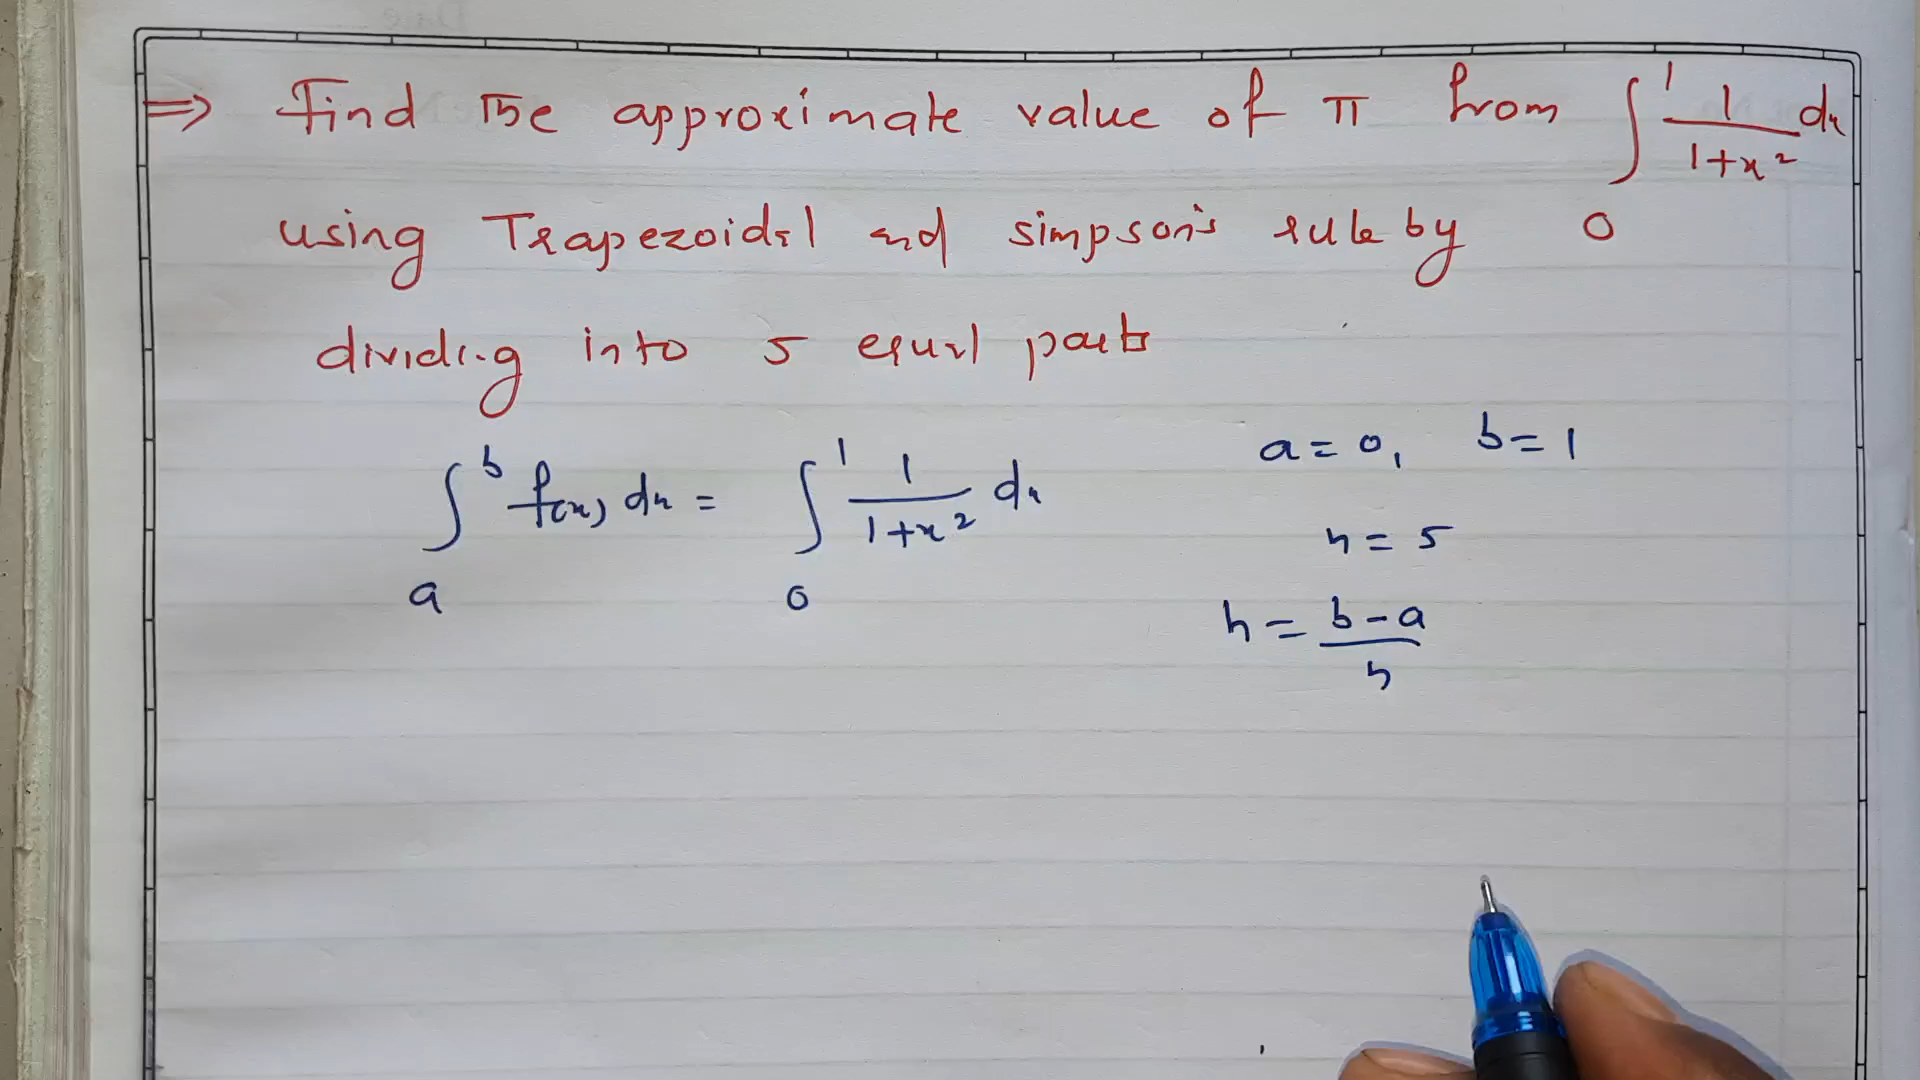 ⇒ Find the approximate value of π from ∫₀¹ 1/(1+x²) dx
using Trapezoidal and simpson's rule by
dividing into 5 equal parts
∫ₐᵇ f(x) dx = ∫₀¹ 1/(1+x²) dx
a = 0, b = 1
n = 5
h = (b-a)/n